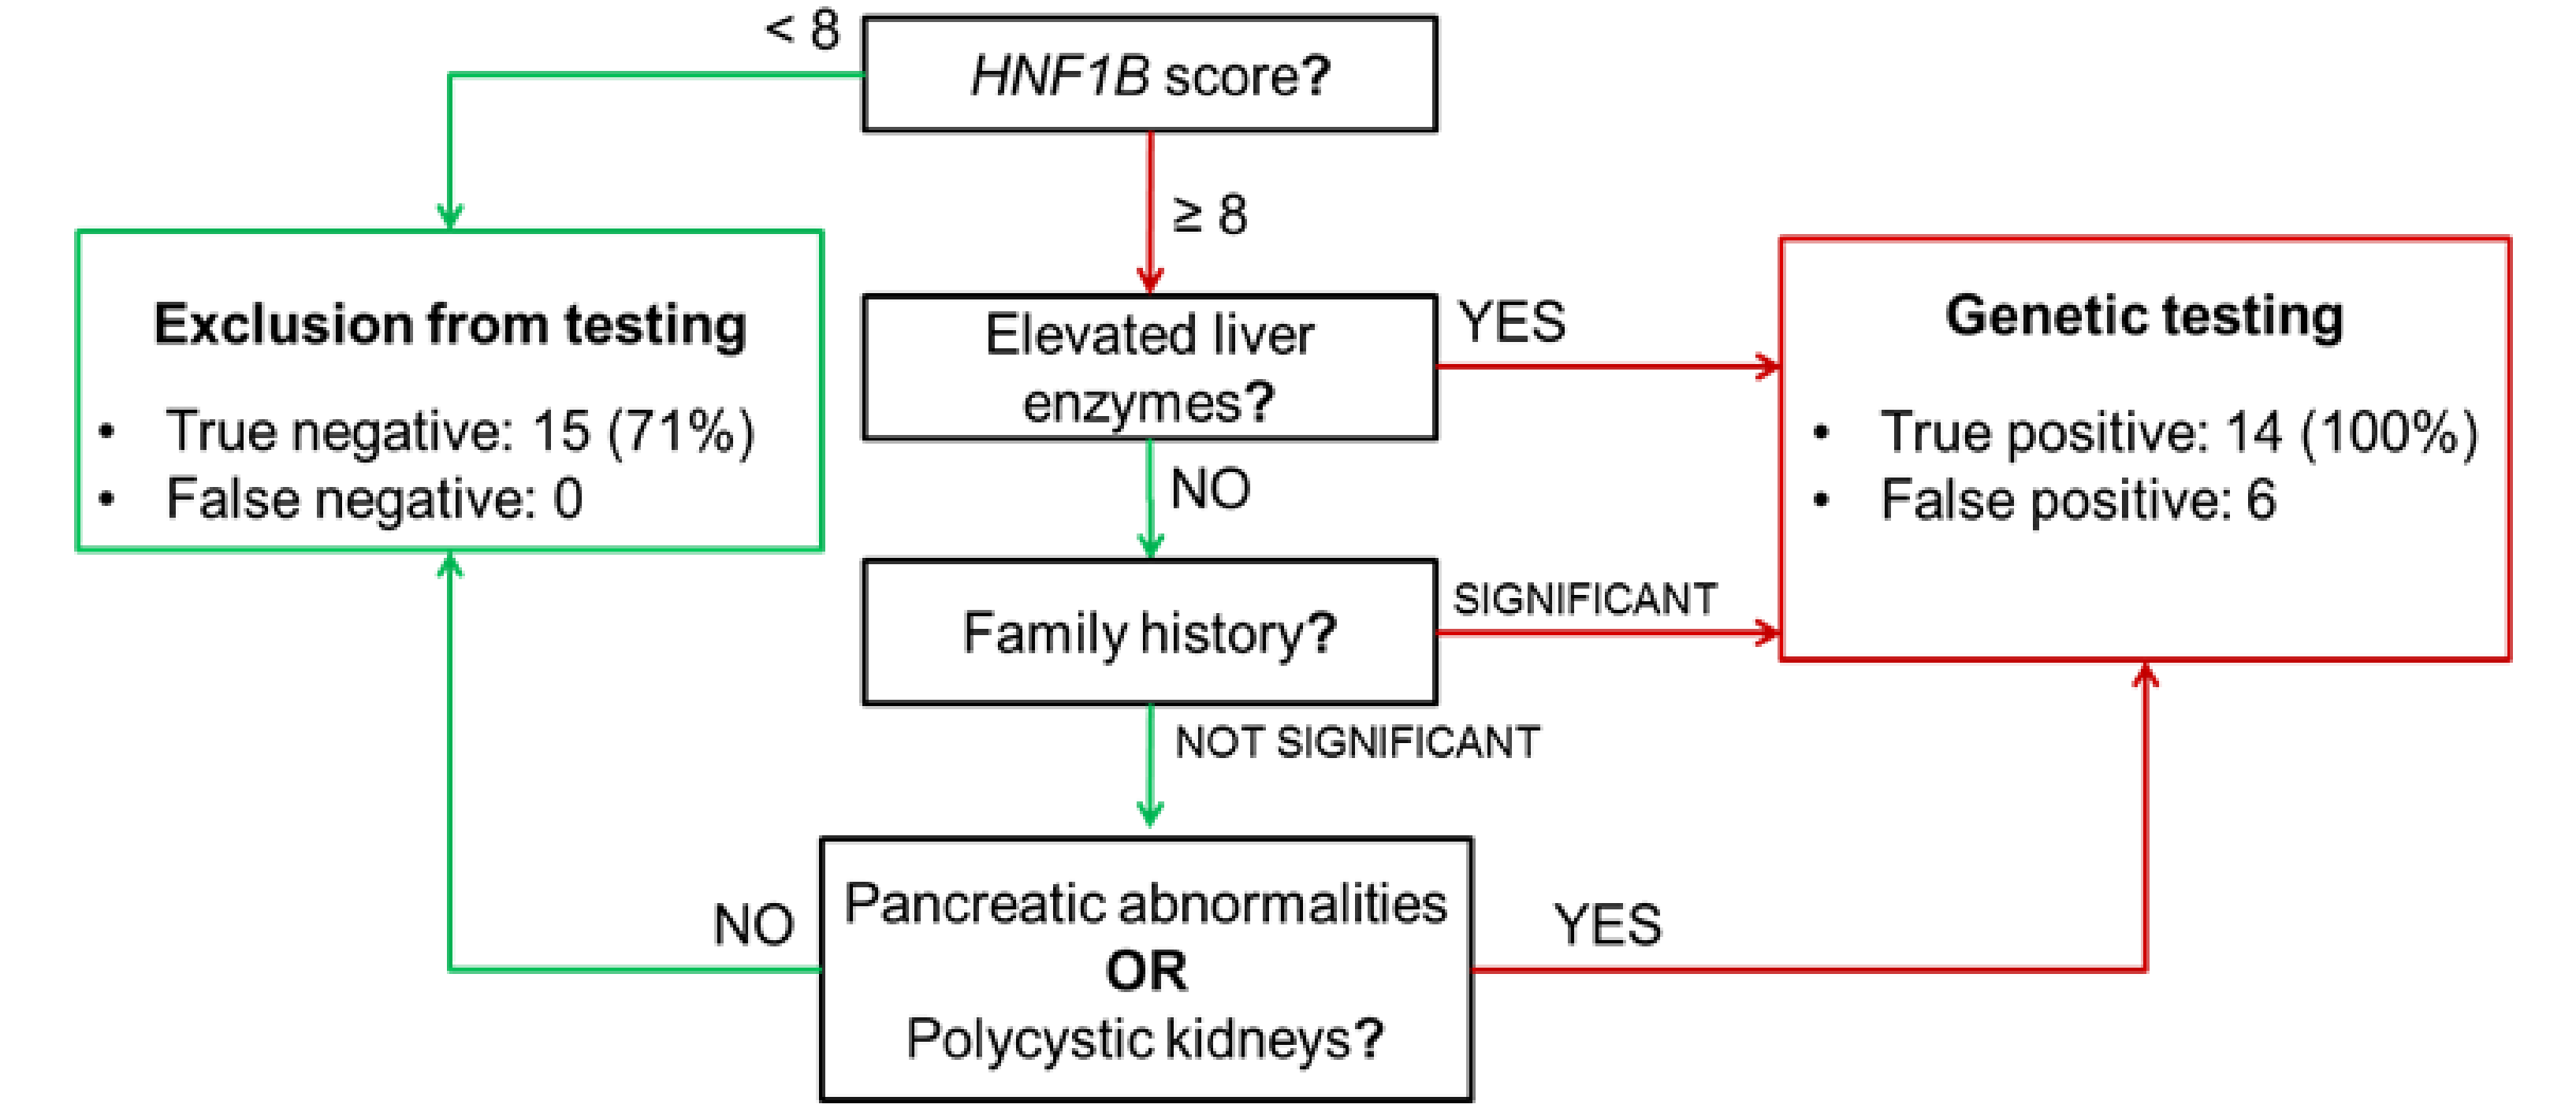 < 8
HNF1B score?
≥ 8
Exclusion from testing
• True negative: 15 (71%)
• False negative: 0
Elevated liver
enzymes?
YES
Genetic testing
• True positive: 14 (100%)
• False positive: 6
NO
Family history?
SIGNIFICANT
NOT SIGNIFICANT
NO
Pancreatic abnormalities
OR
Polycystic kidneys?
YES